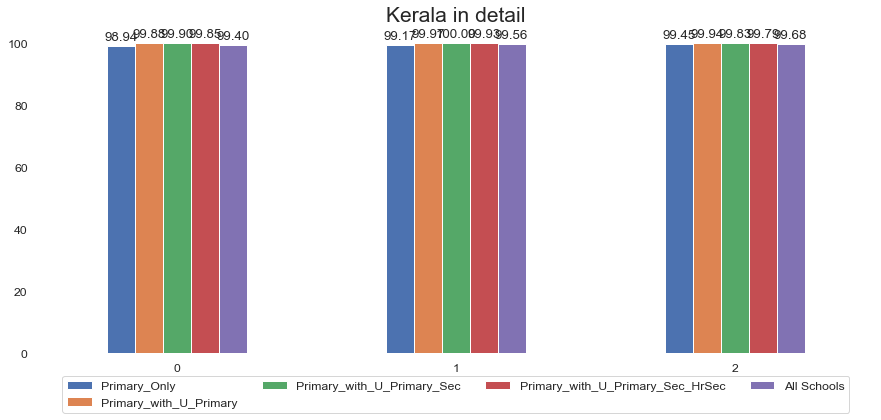 Kerala in detail
98.94 99.88 99.90 99.85 99.40 99.17 99.97 100.00 99.93 99.56 99.45 99.94 99.83 99.79 99.68
100
80
60
40
20
0
0 1 2
Primary_Only Primary_with_U_Primary_Sec Primary_with_U_Primary_Sec_HrSec All Schools
Primary_with_U_Primary